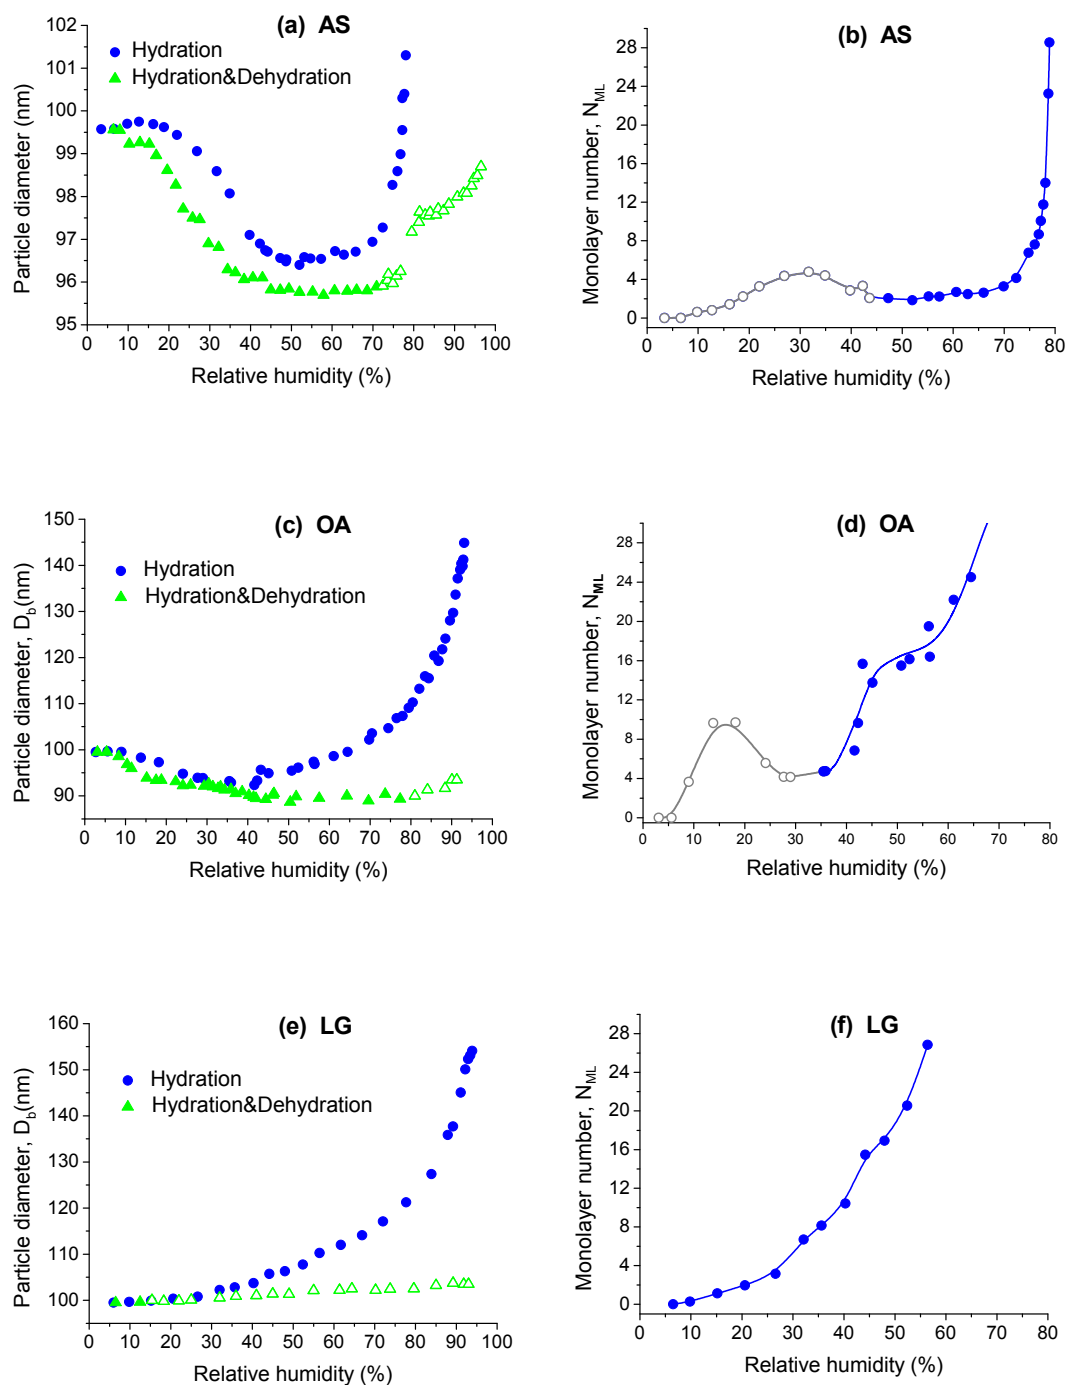 (a) AS
Hydration
Hydration&Dehydration
Particle diameter (nm)
102
101
100
99
98
97
96
95
0 10 20 30 40 50 60 70 80 90 100
Relative humidity (%)
(b) AS
Monolayer number, N_ML
28
24
20
16
12
8
4
0
0 10 20 30 40 50 60 70 80
Relative humidity (%)
(c) OA
Hydration
Hydration&Dehydration
Particle diameter, D_b(nm)
150
140
130
120
110
100
90
0 10 20 30 40 50 60 70 80 90 100
Relative humidity (%)
(d) OA
Monolayer number, N_ML
28
24
20
16
12
8
4
0
0 10 20 30 40 50 60 70 80
Relative humidity (%)
(e) LG
Hydration
Hydration&Dehydration
Particle diameter, D_b(nm)
160
150
140
130
120
110
100
0 10 20 30 40 50 60 70 80 90 100
Relative humidity (%)
(f) LG
Monolayer number, N_ML
28
24
20
16
12
8
4
0
0 10 20 30 40 50 60 70 80
Relative humidity (%)